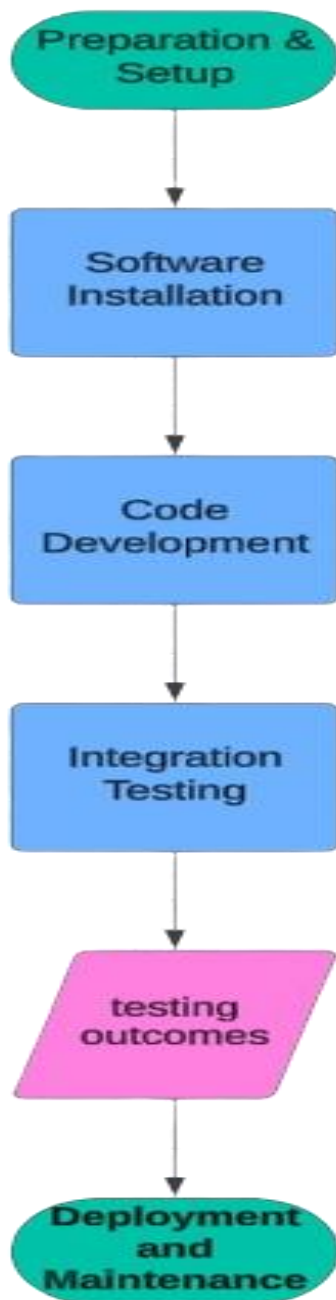 Preparation &
Setup
Software
Installation
Code
Development
Integration
Testing
testing
outcomes
Deployment
and
Maintenance